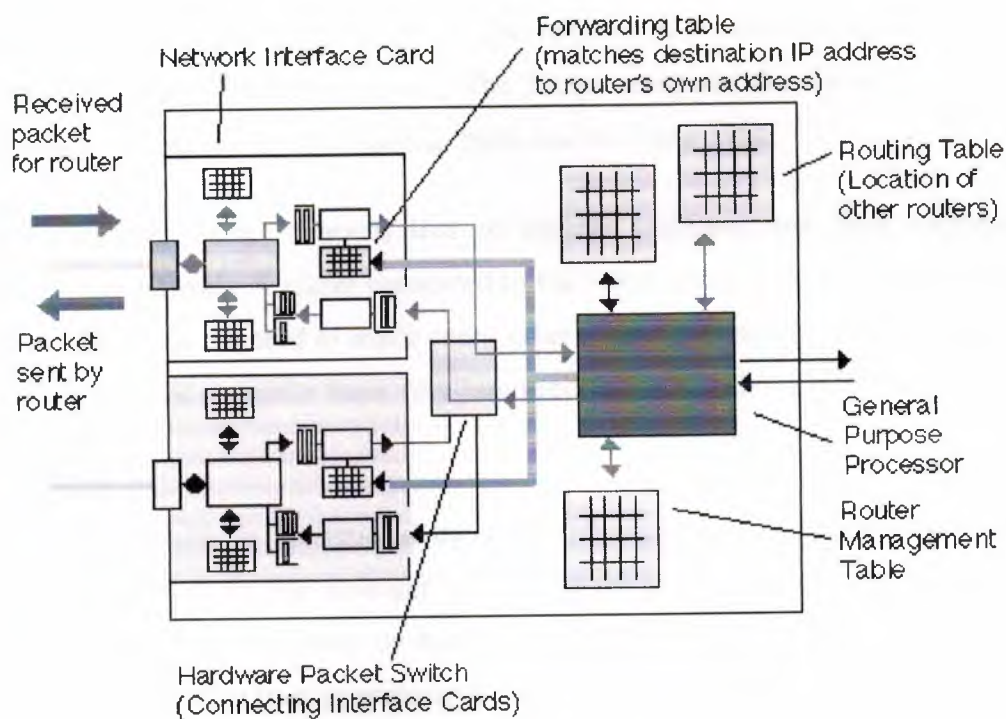 Forwarding table
(matches destination IP address
to router's own address)
Network Interface Card
Received
packet
for router
Routing Table
(Location of
other routers)
Packet
sent by
router
General
Purpose
Processor
Router
Management
Table
Hardware Packet Switch
(Connecting Interface Cards)